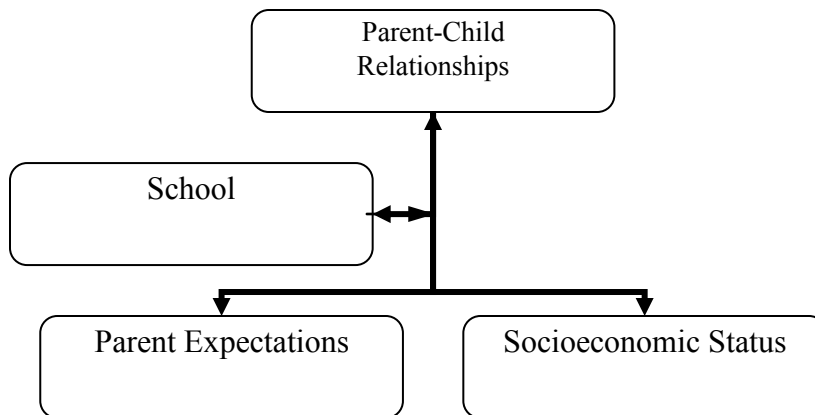 Parent-Child
Relationships
School
Parent Expectations
Socioeconomic Status